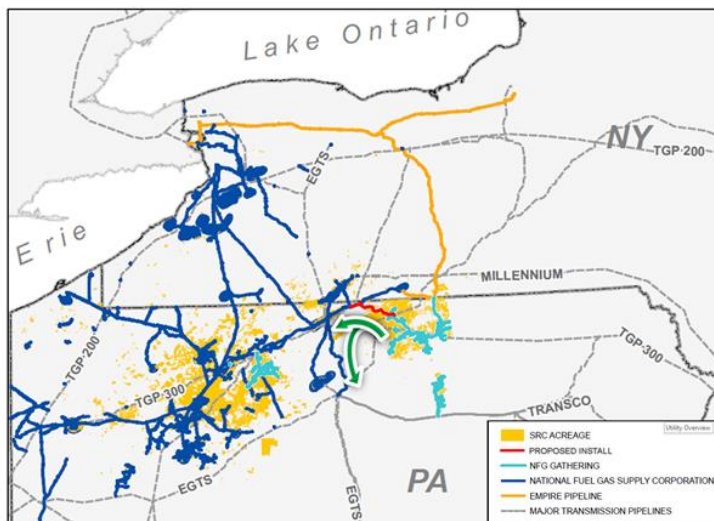 Lake Ontario
NY
TGP 200
EGTS
Erie
MILLENNIUM
TGP-200
TGP-300
TGP 300
TRANSCO
EGTS
EGTS
PA
Utility Overview
SRC ACREAGE
PROPOSED INSTALL
NFG GATHERING
NATIONAL FUEL GAS SUPPLY CORPORATION
EMPIRE PIPELINE
MAJOR TRANSMISSION PIPELINES